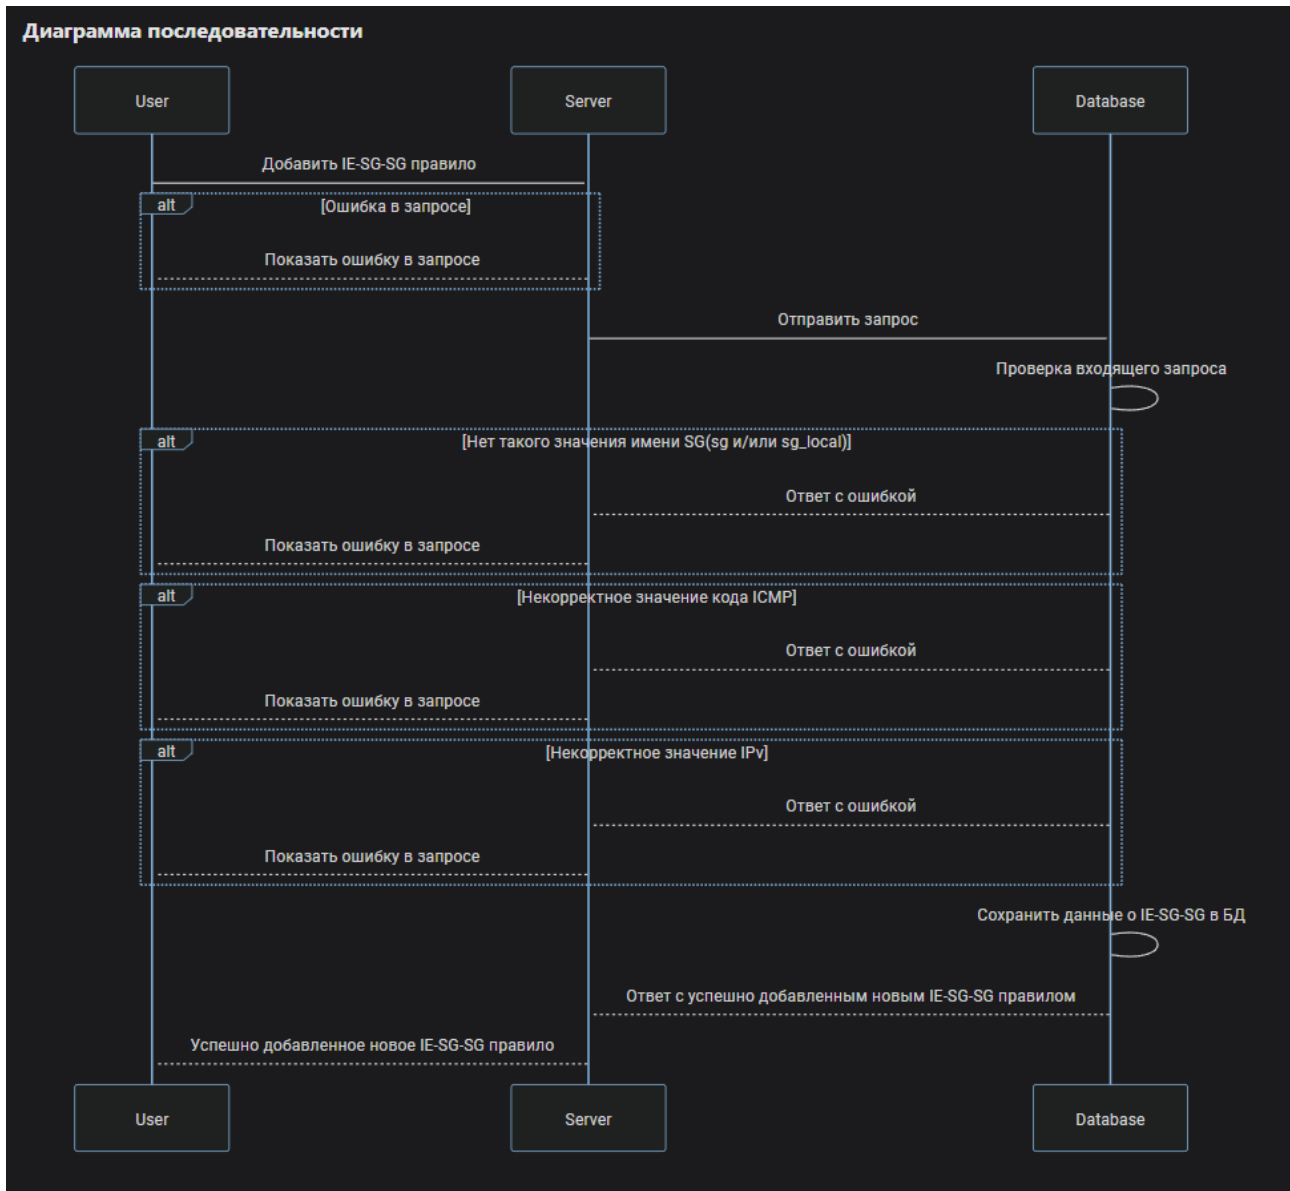 Диаграмма последовательности
User
Server
Database
Добавить IE-SG-SG правило
alt
[Ошибка в запросе]
Показать ошибку в запросе
Отправить запрос
Проверка входящего запроса
alt
[Нет такого значения имени SG(sg и/или sg_local)]
Ответ с ошибкой
Показать ошибку в запросе
alt
[Некорректное значение кода ICMP]
Ответ с ошибкой
Показать ошибку в запросе
alt
[Некорректное значение IPv]
Ответ с ошибкой
Показать ошибку в запросе
Сохранить данные о IE-SG-SG в БД
Ответ с успешно добавленным новым IE-SG-SG правилом
Успешно добавленное новое IE-SG-SG правило
User
Server
Database